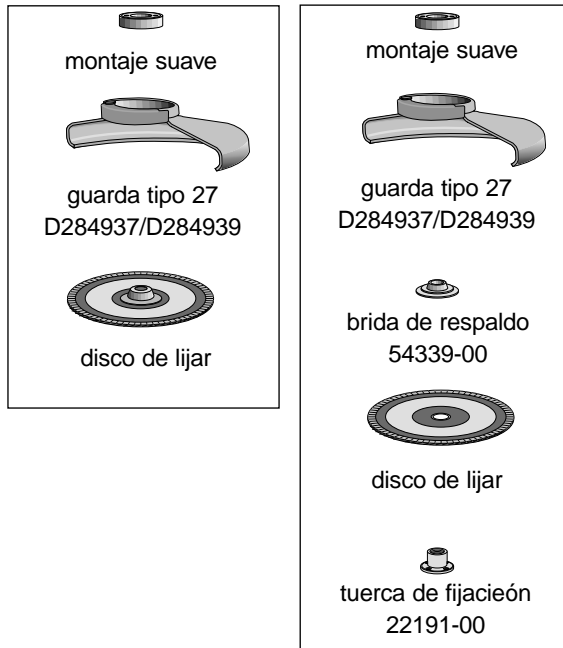 montaje suave
guarda tipo 27
D284937/D284939
disco de lijar
montaje suave
guarda tipo 27
D284937/D284939
brida de respaldo
54339-00
disco de lijar
tuerca de fijacieón
22191-00